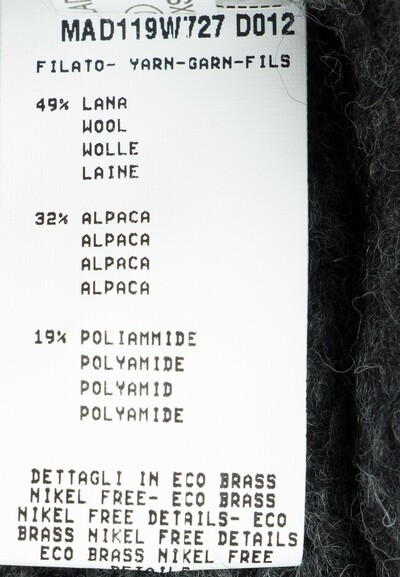 MAD119W727 D012
FILATO- YARN-GARN-FILS
49% LANA
WOOL
WOLLE
LAINE
32% ALPACA
ALPACA
ALPACA
ALPACA
19% POLIAMMIDE
POLYAMIDE
POLYAMID
POLYAMIDE
DETTAGLI IN ECO BRASS
NIKEL FREE- ECO BRASS
NIKEL FREE DETAILS- ECO
BRASS NIKEL FREE DETAILS
ECO BRASS NIKEL FREE